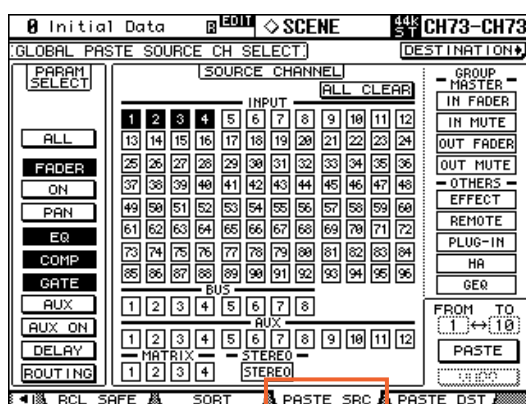 0 Initial Data EDIT SCENE 44k ST CH73-CH73
GLOBAL PASTE SOURCE CH SELECT DESTINATION
PARAM SELECT
ALL
FADER
ON
PAN
EQ
COMP
GATE
AUX
AUX ON
DELAY
ROUTING
SOURCE CHANNEL
ALL CLEAR
INPUT
1 2 3 4 5 6 7 8 9 10 11 12
13 14 15 16 17 18 19 20 21 22 23 24
25 26 27 28 29 30 31 32 33 34 35 36
37 38 39 40 41 42 43 44 45 46 47 48
49 50 51 52 53 54 55 56 57 58 59 60
61 62 63 64 65 66 67 68 69 70 71 72
73 74 75 76 77 78 79 80 81 82 83 84
85 86 87 88 89 90 91 92 93 94 95 96
BUS
1 2 3 4 5 6 7 8
AUX
1 2 3 4 5 6 7 8 9 10 11 12
MATRIX STEREO
1 2 3 4 STEREO
GROUP MASTER
IN FADER
IN MUTE
OUT FADER
OUT MUTE
OTHERS
EFFECT
REMOTE
PLUG-IN
HA
GEQ
FROM TO
1 ↔ 10
PASTE
UNDO
RCL SAFE SORT PASTE SRC PASTE DST